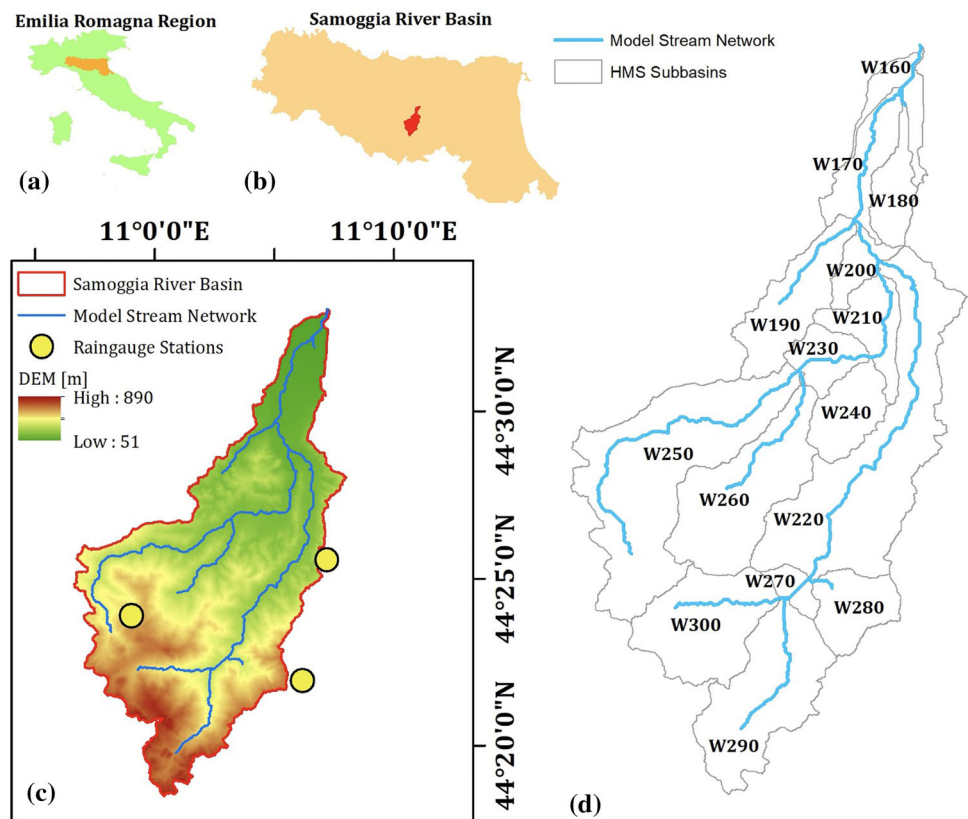 Emilia Romagna Region
(a)
Samoggia River Basin
(b)
Model Stream Network
HMS Subbasins
11°0'0"E
11°10'0"E
Samoggia River Basin
Model Stream Network
Raingauge Stations
DEM [m]
High : 890
Low : 51
44°30'0"N
44°25'0"N
44°20'0"N
(c)
W160
W170
W180
W200
W190
W210
W230
W240
W250
W260
W220
W270
W280
W300
W290
(d)